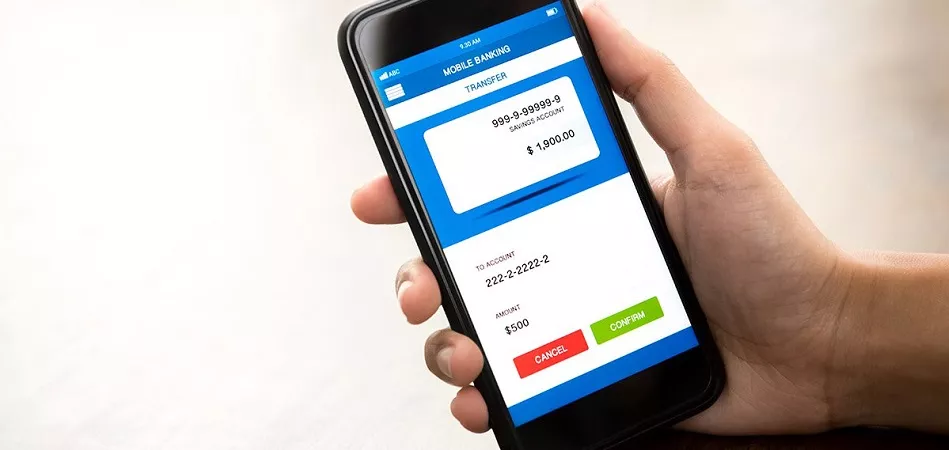 ABC
9.30 AM
MOBILE BANKING
TRANSFER
999-9-99999-9
SAVINGS ACCOUNT
$ 1,900.00
TO ACCOUNT
222-2-2222-2
AMOUNT
$500
CANCEL
CONFIRM